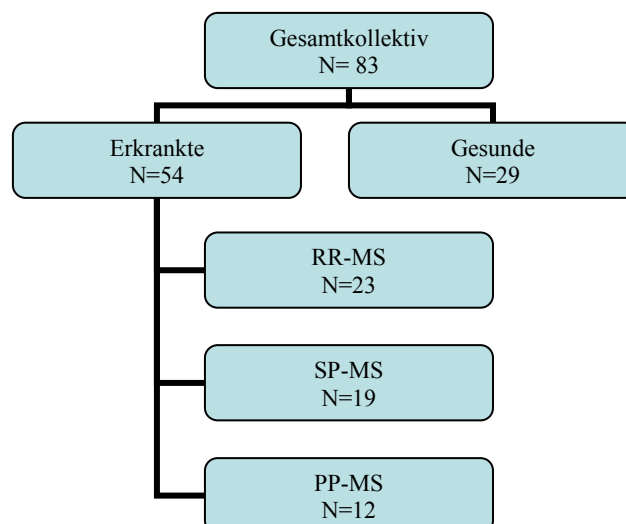 Gesamtkollektiv
N= 83
Erkrankte
N=54
Gesunde
N=29
RR-MS
N=23
SP-MS
N=19
PP-MS
N=12